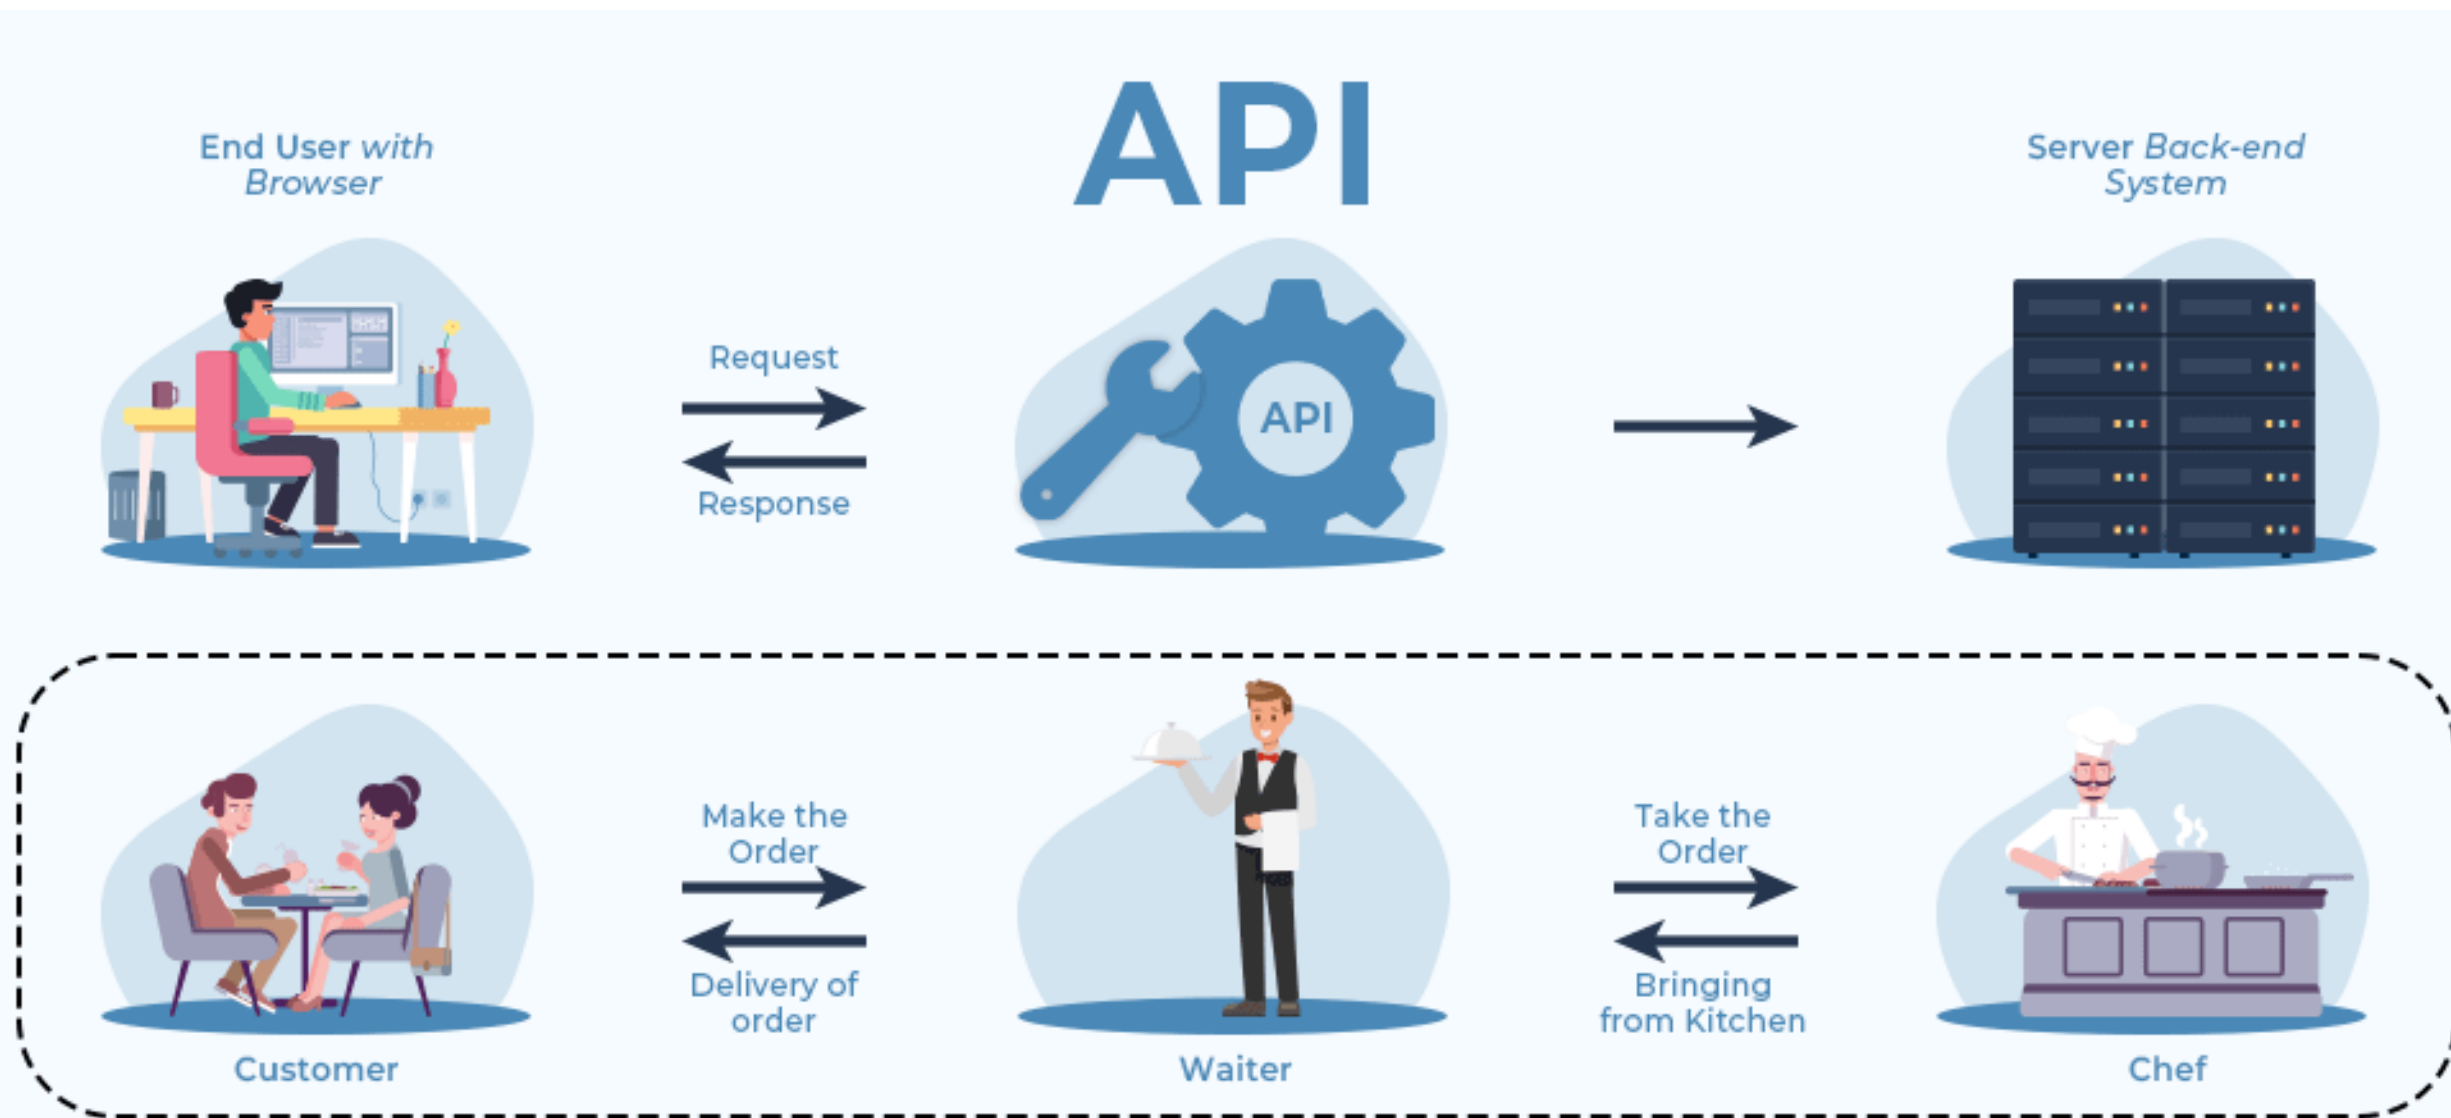 API
End User with
Browser
Server Back-end
System
Request
API
Response
Make the
Order
Take the
Order
Delivery of
order
Bringing
from Kitchen
Customer
Waiter
Chef